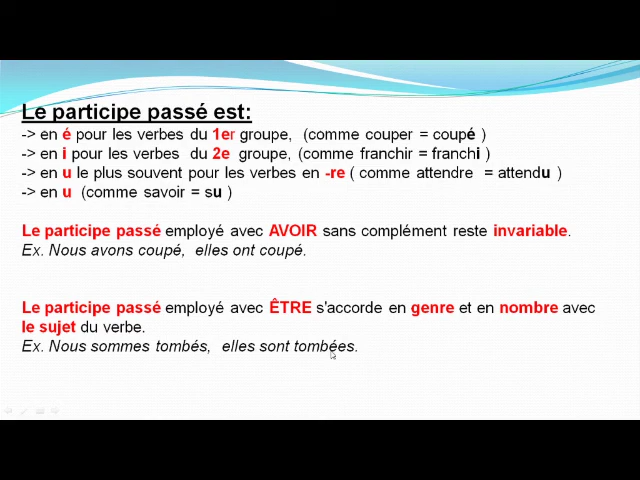 Le participe passé est:
-> en é pour les verbes du 1er groupe, (comme couper = coupé )
-> en i pour les verbes du 2e groupe, (comme franchir = franchi )
-> en u le plus souvent pour les verbes en -re ( comme attendre = attendu )
-> en u (comme savoir = su )
Le participe passé employé avec AVOIR sans complément reste invariable.
Ex. Nous avons coupé, elles ont coupé.
Le participe passé employé avec ÊTRE s'accorde en genre et en nombre avec
le sujet du verbe.
Ex. Nous sommes tombés, elles sont tombées.